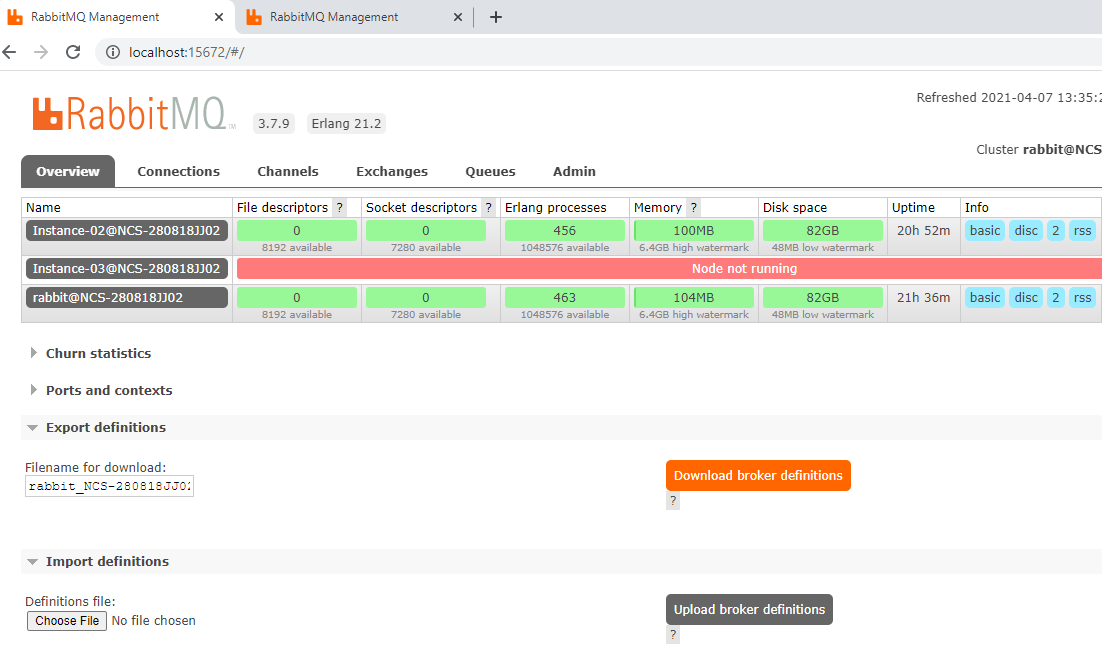 RabbitMQ Management
RabbitMQ Management
localhost:15672/#/
RabbitMQ TM 3.7.9 Erlang 21.2
Refreshed 2021-04-07 13:35:2
Cluster rabbit@NCS
Overview Connections Channels Exchanges Queues Admin
Name File descriptors ? Socket descriptors ? Erlang processes Memory ? Disk space Uptime Info
Instance-02@NCS-280818JJ02 0 0 456 100MB 82GB 20h 52m basic disc 2 rss
8192 available 7280 available 1048576 available 6.4GB high watermark 48MB low watermark
Instance-03@NCS-280818JJ02 Node not running
rabbit@NCS-280818JJ02 0 0 463 104MB 82GB 21h 36m basic disc 2 rss
8192 available 7280 available 1048576 available 6.4GB high watermark 48MB low watermark
Churn statistics
Ports and contexts
Export definitions
Filename for download:
rabbit_NCS-280818JJ02 Download broker definitions
?
Import definitions
Definitions file:
Choose File No file chosen Upload broker definitions
?